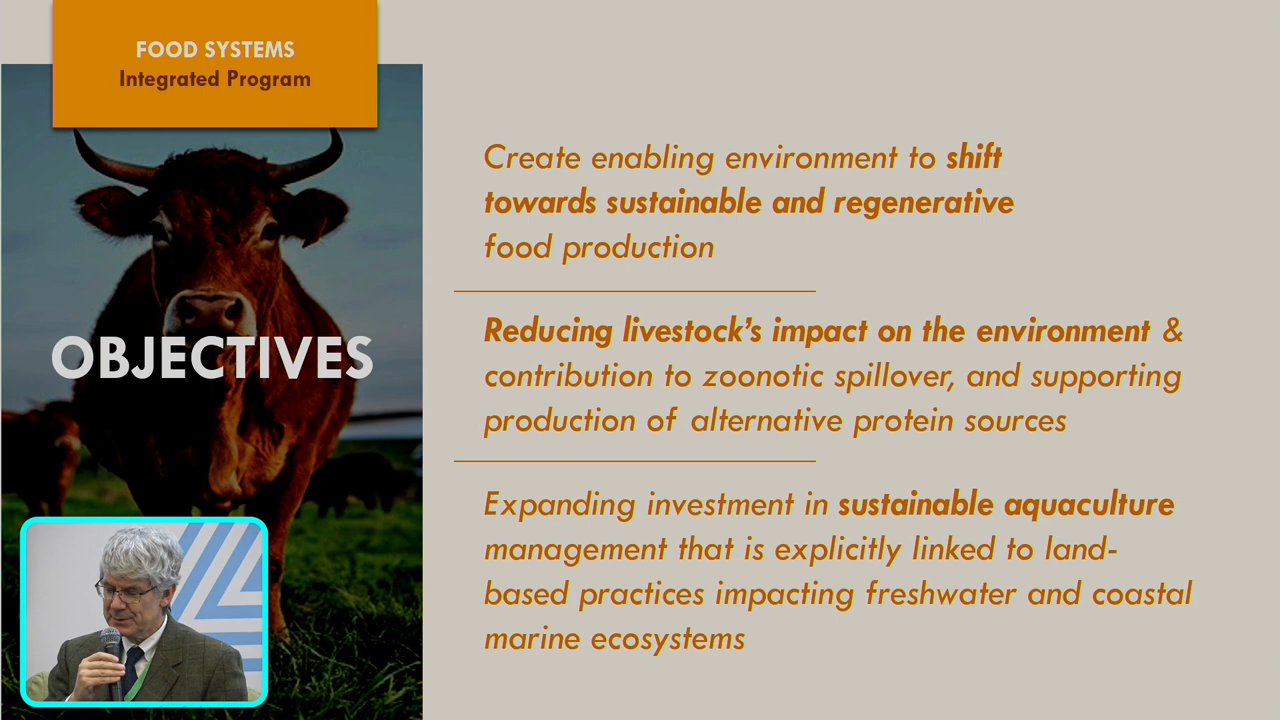 FOOD SYSTEMS
Integrated Program
OBJECTIVES
Create enabling environment to shift
towards sustainable and regenerative
food production
Reducing livestock’s impact on the environment &
contribution to zoonotic spillover, and supporting
production of alternative protein sources
Expanding investment in sustainable aquaculture
management that is explicitly linked to land-
based practices impacting freshwater and coastal
marine ecosystems